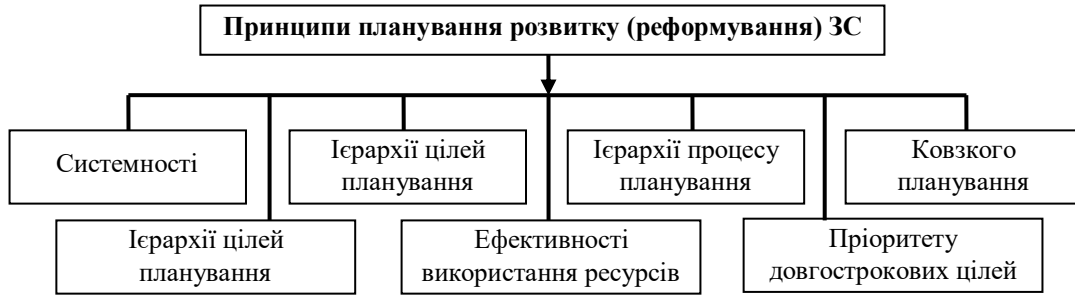 Принципи планування розвитку (реформування) ЗС
Системності
Ієрархії цілей
планування
Ієрархії процесу
планування
Ковзкого
планування
Ієрархії цілей
планування
Ефективності
використання ресурсів
Пріоритету
довгострокових цілей